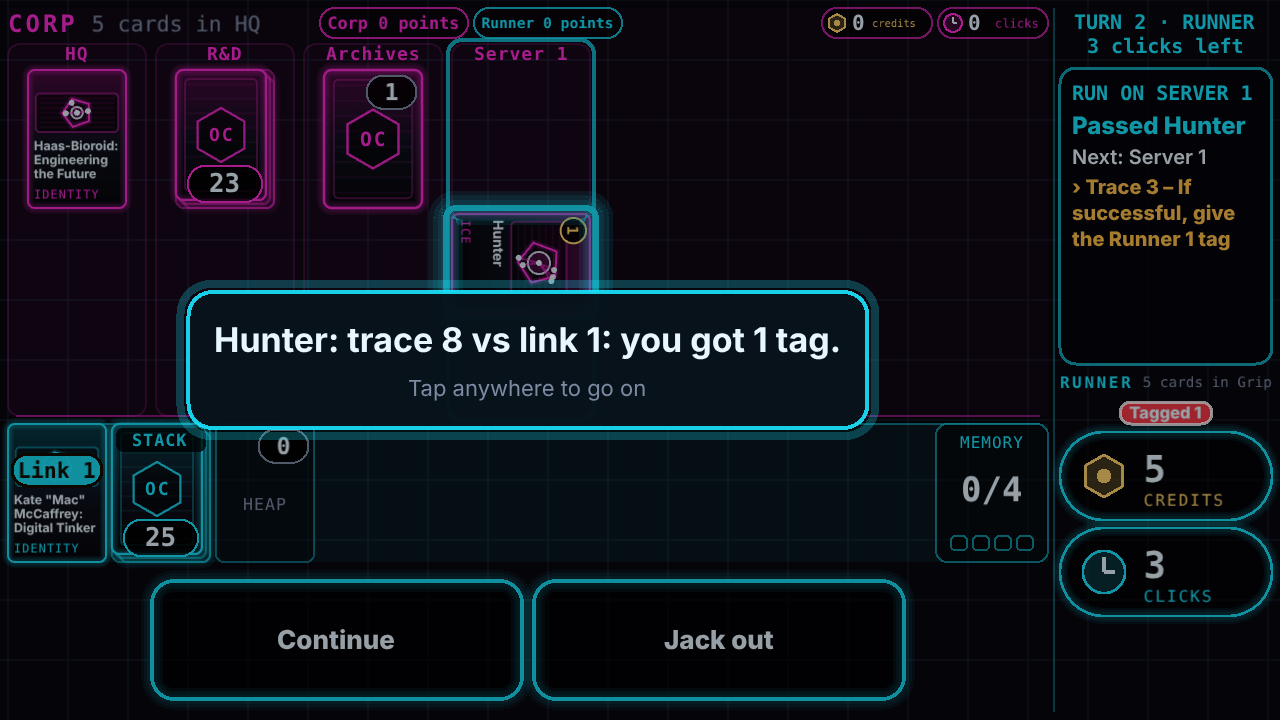 CORP 5 cards in HQ
Corp 0 points
Runner 0 points
0 credits
0 clicks
TURN 2 · RUNNER
3 clicks left
HQ
R&D
Archives
Server 1
Haas-Bioroid:
Engineering
the Future
IDENTITY
OC
23
1
OC
ICE
Hunter
1
RUN ON SERVER 1
Passed Hunter
Next: Server 1
› Trace 3 – If
successful, give
the Runner 1 tag
Hunter: trace 8 vs link 1: you got 1 tag.
Tap anywhere to go on
RUNNER 5 cards in Grip
Tagged 1
5
CREDITS
3
CLICKS
Link 1
Kate "Mac"
McCaffrey:
Digital Tinker
IDENTITY
STACK
OC
25
0
HEAP
MEMORY
0/4
Continue
Jack out